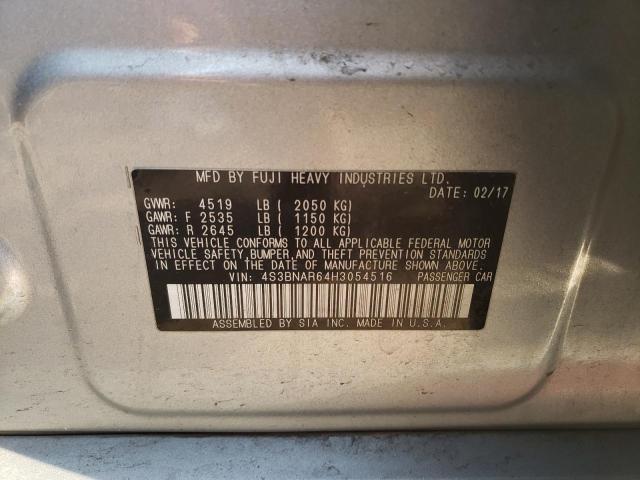 MFD BY FUJI HEAVY INDUSTRIES LTD.
DATE: 02/17
GVWR: 4519 LB ( 2050 KG)
GAWR: F 2535 LB ( 1150 KG)
GAWR: R 2645 LB ( 1200 KG)
THIS VEHICLE CONFORMS TO ALL APPLICABLE FEDERAL MOTOR
VEHICLE SAFETY, BUMPER, AND THEFT PREVENTION STANDARDS
IN EFFECT ON THE DATE OF MANUFACTURE SHOWN ABOVE.
VIN: 4S3BNAR64H3054516 PASSENGER CAR
ASSEMBLED BY SIA INC. MADE IN U.S.A.